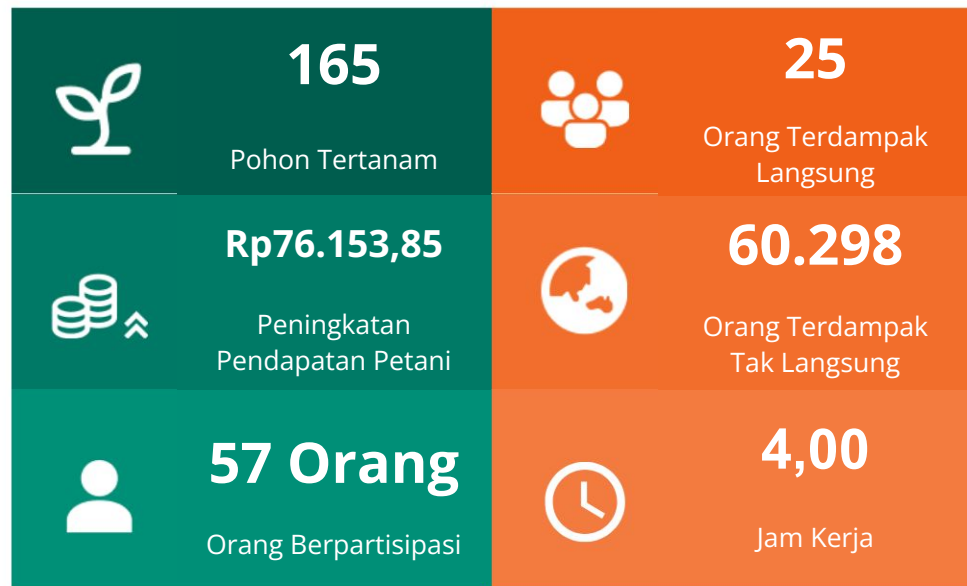 165
Pohon Tertanam
25
Orang Terdampak
Langsung
Rp76.153,85
Peningkatan
Pendapatan Petani
60.298
Orang Terdampak
Tak Langsung
57 Orang
Orang Berpartisipasi
4,00
Jam Kerja